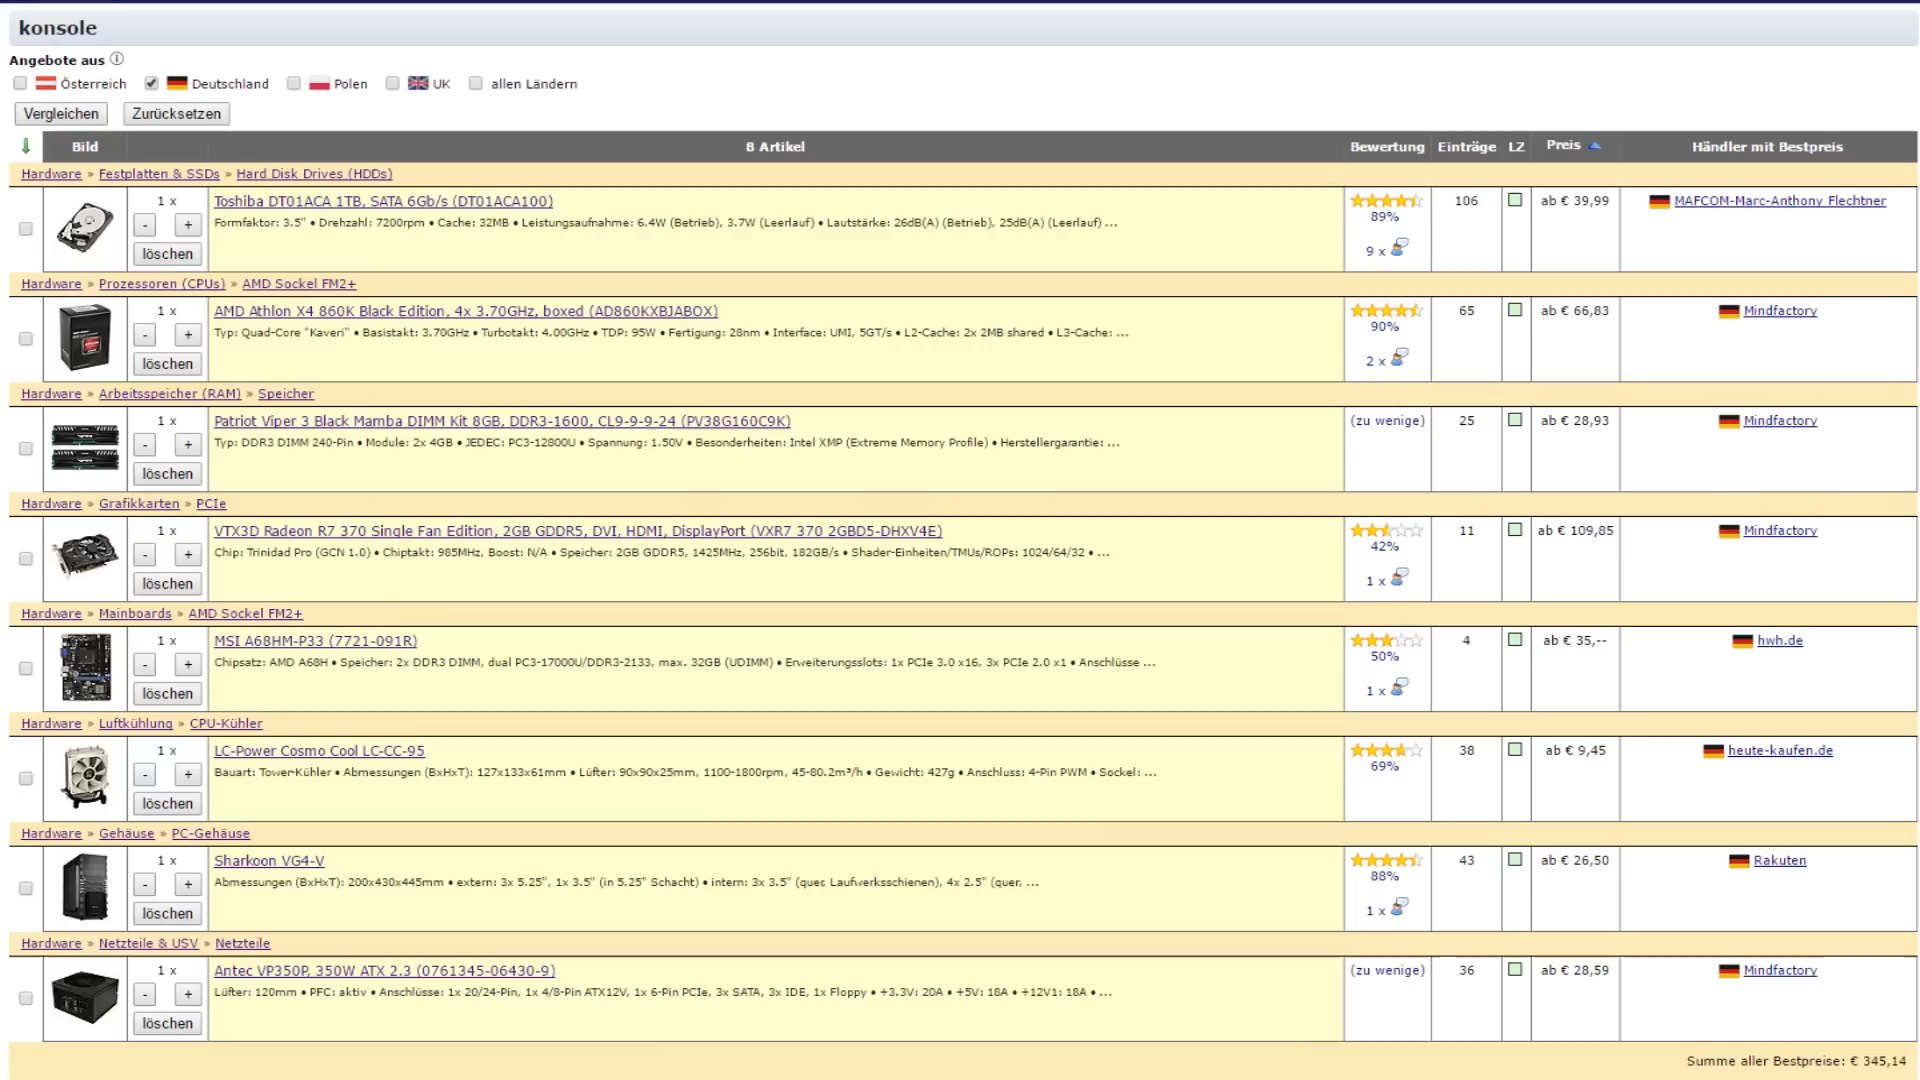 konsole
Angebote aus
Österreich Deutschland Polen UK allen Ländern
Vergleichen Zurücksetzen
Bild 8 Artikel Bewertung Einträge LZ Preis Händler mit Bestpreis
Hardware » Festplatten & SSDs » Hard Disk Drives (HDDs)
1 x Toshiba DT01ACA 1TB, SATA 6Gb/s (DT01ACA100) 106 ab € 39,99 MAFCOM-Marc-Anthony Flechtner
- + Formfaktor: 3.5" • Drehzahl: 7200rpm • Cache: 32MB • Leistungsaufnahme: 6.4W (Betrieb), 3.7W (Leerlauf) • Lautstärke: 26dB(A) (Betrieb), 25dB(A) (Leerlauf) ... 89%
löschen 9 x
Hardware » Prozessoren (CPUs) » AMD Sockel FM2+
1 x AMD Athlon X4 860K Black Edition, 4x 3.70GHz, boxed (AD860KXBJABOX) 65 ab € 66,83 Mindfactory
- + Typ: Quad-Core "Kaveri" • Basistakt: 3.70GHz • Turbotakt: 4.00GHz • TDP: 95W • Fertigung: 28nm • Interface: UMI, 5GT/s • L2-Cache: 2x 2MB shared • L3-Cache: ... 90%
löschen 2 x
Hardware » Arbeitsspeicher (RAM) » Speicher
1 x Patriot Viper 3 Black Mamba DIMM Kit 8GB, DDR3-1600, CL9-9-9-24 (PV38G160C9K) (zu wenige) 25 ab € 28,93 Mindfactory
- + Typ: DDR3 DIMM 240-Pin • Module: 2x 4GB • JEDEC: PC3-12800U • Spannung: 1.50V • Besonderheiten: Intel XMP (Extreme Memory Profile) • Herstellergarantie: ...
löschen
Hardware » Grafikkarten » PCIe
1 x VTX3D Radeon R7 370 Single Fan Edition, 2GB GDDR5, DVI, HDMI, DisplayPort (VXR7 370 2GBD5-DHXV4E) 11 ab € 109,85 Mindfactory
- + Chip: Trinidad Pro (GCN 1.0) • Chiptakt: 985MHz, Boost: N/A • Speicher: 2GB GDDR5, 1425MHz, 256bit, 182GB/s • Shader-Einheiten/TMUs/ROPs: 1024/64/32 • ... 42%
löschen 1 x
Hardware » Mainboards » AMD Sockel FM2+
1 x MSI A68HM-P33 (7721-091R) 4 ab € 35,-- hwh.de
- + Chipsatz: AMD A68H • Speicher: 2x DDR3 DIMM, dual PC3-17000U/DDR3-2133, max. 32GB (UDIMM) • Erweiterungsslots: 1x PCIe 3.0 x16, 3x PCIe 2.0 x1 • Anschlüsse ... 50%
löschen 1 x
Hardware » Luftkühlung » CPU-Kühler
1 x LC-Power Cosmo Cool LC-CC-95 38 ab € 9,45 heute-kaufen.de
- + Bauart: Tower-Kühler • Abmessungen (BxHxT): 127x133x61mm • Lüfter: 90x90x25mm, 1100-1800rpm, 45-80.2m³/h • Gewicht: 427g • Anschluss: 4-Pin PWM • Sockel: ... 69%
löschen
Hardware » Gehäuse » PC-Gehäuse
1 x Sharkoon VG4-V 43 ab € 26,50 Rakuten
- + Abmessungen (BxHxT): 200x430x445mm • extern: 3x 5.25", 1x 3.5" (in 5.25" Schacht) • intern: 3x 3.5" (quer, Laufwerksschienen), 4x 2.5" (quer, ... 88%
löschen 1 x
Hardware » Netzteile & USV » Netzteile
1 x Antec VP350P, 350W ATX 2.3 (0761345-06430-9) (zu wenige) 36 ab € 28,59 Mindfactory
- + Lüfter: 120mm • PFC: aktiv • Anschlüsse: 1x 20/24-Pin, 1x 4/8-Pin ATX12V, 1x 6-Pin PCIe, 3x SATA, 3x IDE, 1x Floppy • +3.3V: 20A • +5V: 18A • +12V1: 18A • ...
löschen
Summe aller Bestpreise: € 345,14